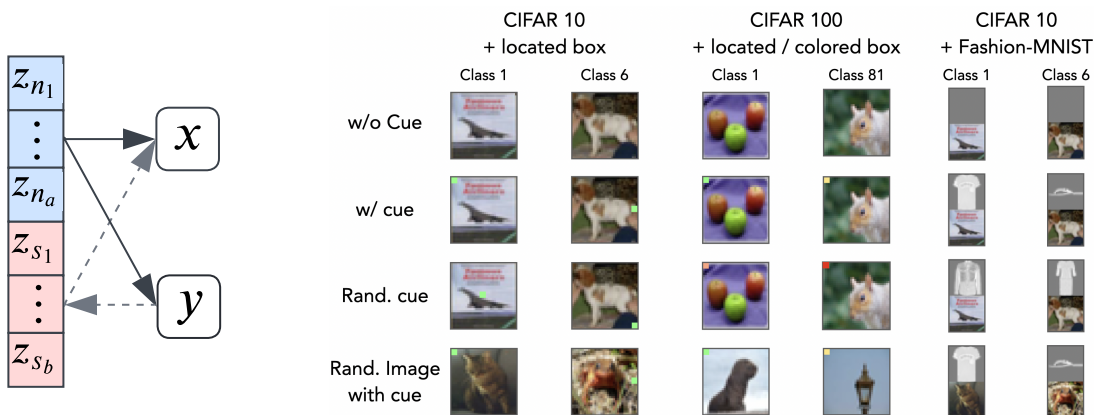 z_{n_1}
⋮
z_{n_a}
z_{s_1}
⋮
z_{s_b}
x
y
CIFAR 10
+ located box
CIFAR 100
+ located / colored box
CIFAR 10
+ Fashion-MNIST
Class 1
Class 6
Class 1
Class 81
Class 1
Class 6
w/o Cue
w/ cue
Rand. cue
Rand. Image
with cue